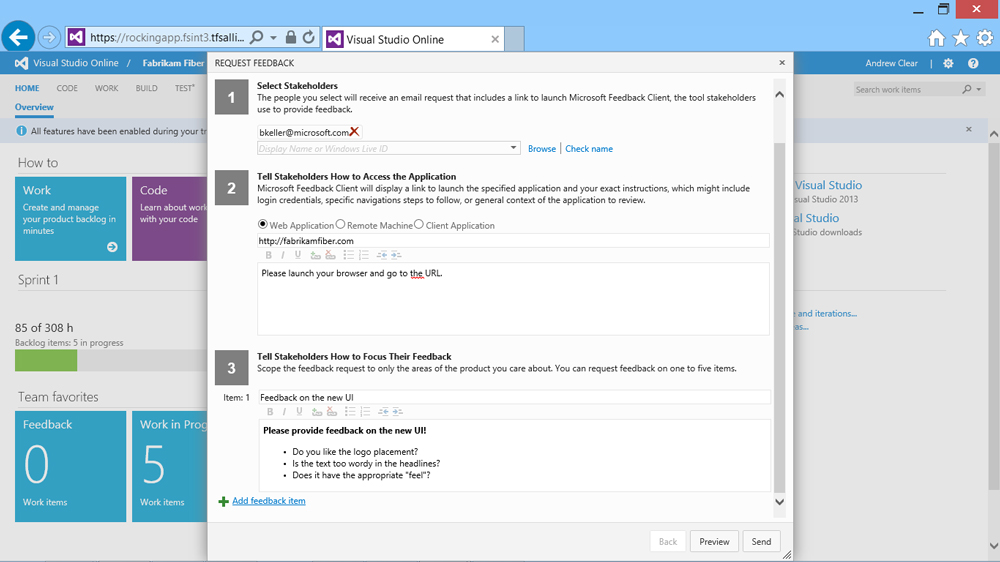 https://rockingapp.fsint3.tfsalli...
Visual Studio Online
Visual Studio Online / Fabrikam Fiber
Andrew Clear
HOME CODE WORK BUILD TEST*
Search work items
Overview
All features have been enabled during your tr
How to
Work
Create and manage
your product backlog in
minutes
Code
Learn about work
with your code
Sprint 1
85 of 308 h
Backlog items: 5 in progress
Team favorites
Feedback
0
Work items
Work in Prog
5
Work items
REQUEST FEEDBACK
1
Select Stakeholders
The people you select will receive an email request that includes a link to launch Microsoft Feedback Client, the tool stakeholders
use to provide feedback.
bkeller@microsoft.com
Display Name or Windows Live ID
Browse | Check name
2
Tell Stakeholders How to Access the Application
Microsoft Feedback Client will display a link to launch the specified application and your exact instructions, which might include
login credentials, specific navigations steps to follow, or general context of the application to review.
Web Application Remote Machine Client Application
http://fabrikamfiber.com
B I U
Please launch your browser and go to the URL.
3
Tell Stakeholders How to Focus Their Feedback
Scope the feedback request to only the areas of the product you care about. You can request feedback on one to five items.
Item: 1 Feedback on the new UI
B I U
Please provide feedback on the new UI!
• Do you like the logo placement?
• Is the text too wordy in the headlines?
• Does it have the appropriate "feel"?
Add feedback item
Back Preview Send
Visual Studio
Studio 2013
al Studio
Studio downloads
e and iterations...
as...